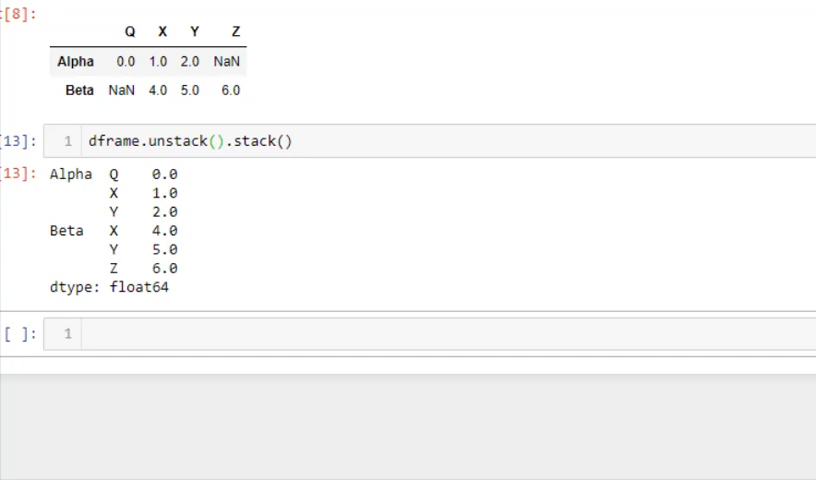 t[8]:
Q X Y Z
Alpha 0.0 1.0 2.0 NaN
Beta NaN 4.0 5.0 6.0
[13]: 1 dframe.unstack().stack()
[13]: Alpha Q 0.0
X 1.0
Y 2.0
Beta X 4.0
Y 5.0
Z 6.0
dtype: float64
[ ]: 1